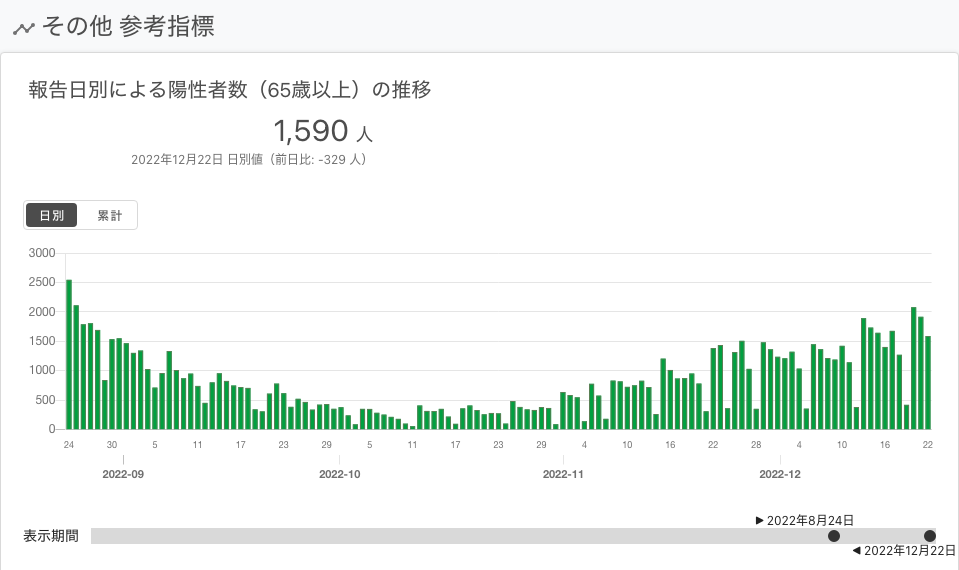 その他 参考指標
報告日別による陽性者数（65歳以上）の推移
1,590 人
2022年12月22日 日別値（前日比: -329 人）
日別 累計
3000
2500
2000
1500
1000
500
0
24 30 5 11 17 23 29 5 11 17 23 29 4 10 16 22 28 4 10 16 22
2022-09 2022-10 2022-11 2022-12
▶ 2022年8月24日
表示期間
◀ 2022年12月22日